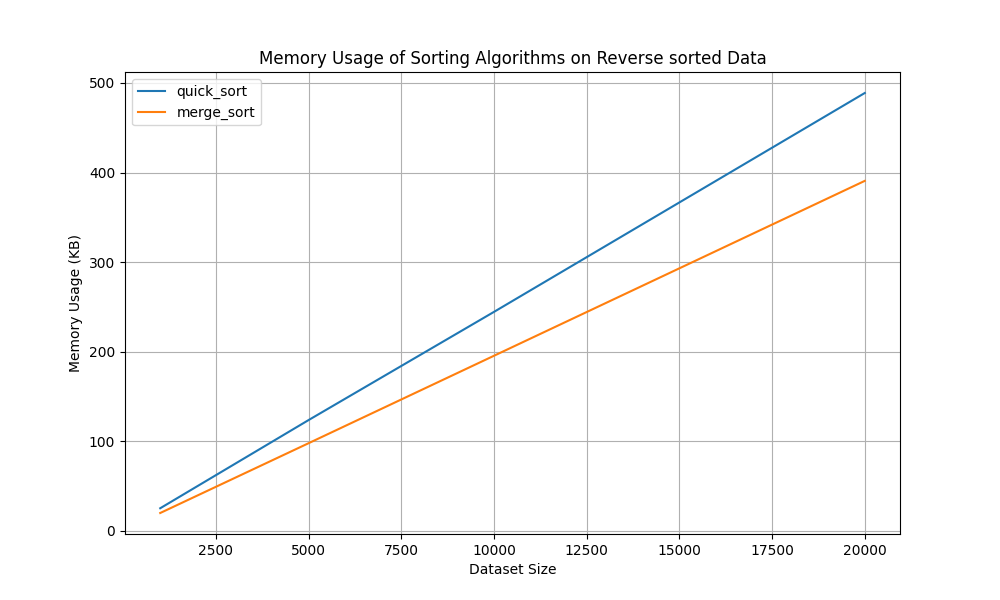 Memory Usage of Sorting Algorithms on Reverse sorted Data
quick_sort
merge_sort
500
400
300
200
100
0
Memory Usage (KB)
2500 5000 7500 10000 12500 15000 17500 20000
Dataset Size